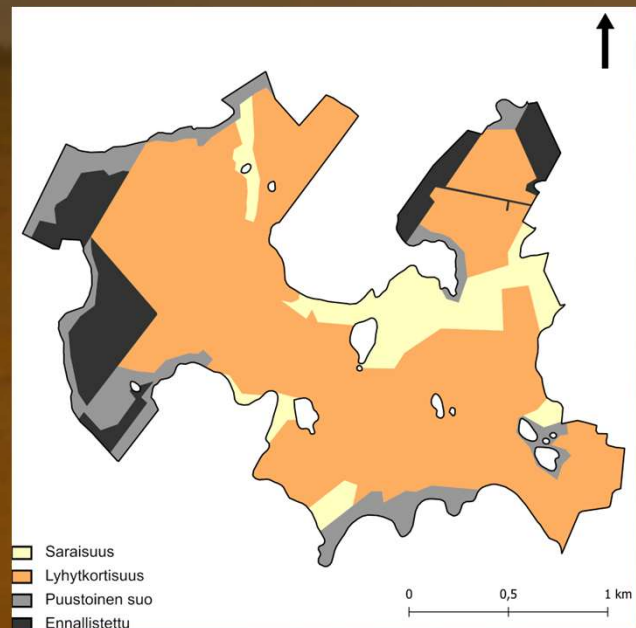 Saraisuus
Lyhytkortisuus
Puustoinen suo
Ennallistettu
0 0,5 1 km